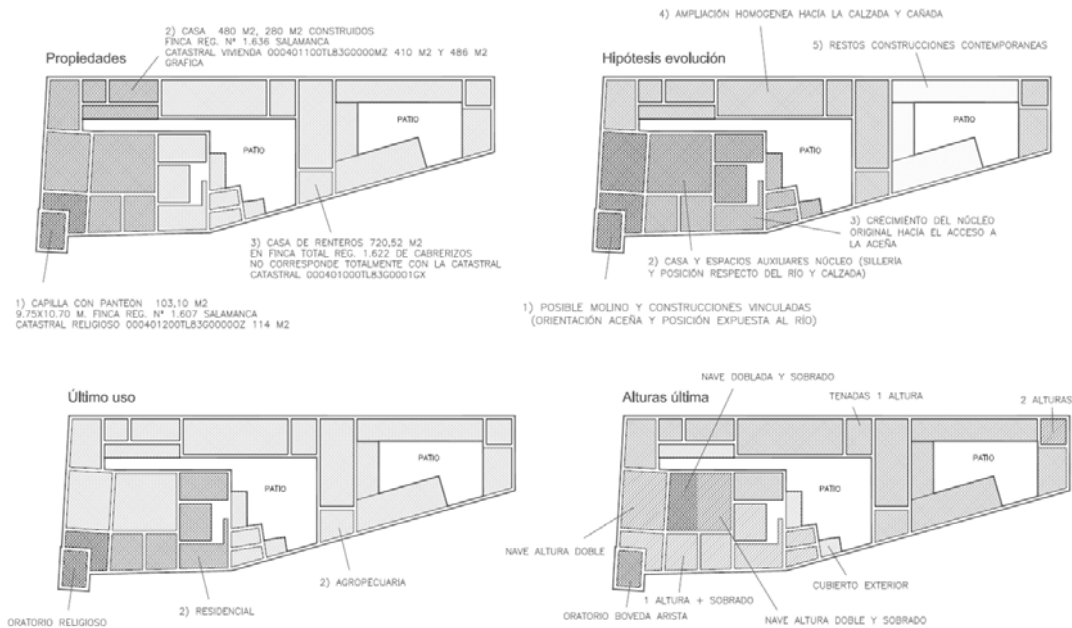 Propiedades
2) CASA 480 M2, 280 M2 CONSTRUIDOS
FINCA REG. Nº 1.636 SALAMANCA
CATASTRAL VIVIENDA 000401100TL83G0000MZ 410 M2 Y 486 M2
GRAFICA
PATIO
PATIO
3) CASA DE RENTEROS 720,52 M2
EN FINCA TOTAL REG. 1.622 DE CABRERIZOS
NO CORRESPONDE TOTALMENTE CON LA CATASTRAL
CATASTRAL 000401000TL83G0001GX
1) CAPILLA CON PANTEON 103,10 M2
9.75X10.70 M. FINCA REG. Nº 1.607 SALAMANCA
CATASTRAL RELIGIOSO 000401200TL83G0000OZ 114 M2
Hipótesis evolución
4) AMPLIACIÓN HOMOGENEA HACIA LA CALZADA Y CAÑADA
5) RESTOS CONSTRUCCIONES CONTEMPORANEAS
PATIO
PATIO
3) CRECIMIENTO DEL NÚCLEO
ORIGINAL HACIA EL ACCESO A
LA ACEÑA
2) CASA Y ESPACIOS AUXILIARES NÚCLEO (SILLERÍA
Y POSICIÓN RESPECTO DEL RÍO Y CALZADA)
1) POSIBLE MOLINO Y CONSTRUCCIONES VINCULADAS
(ORIENTACIÓN ACEÑA Y POSICIÓN EXPUESTA AL RÍO)
Último uso
PATIO
PATIO
2) AGROPECUARIA
2) RESIDENCIAL
ORATORIO RELIGIOSO
Alturas última
NAVE DOBLADA Y SOBRADO
TENADAS 1 ALTURA
2 ALTURAS
PATIO
PATIO
NAVE ALTURA DOBLE
CUBIERTO EXTERIOR
1 ALTURA + SOBRADO
ORATORIO BOVEDA ARISTA
NAVE ALTURA DOBLE Y SOBRADO